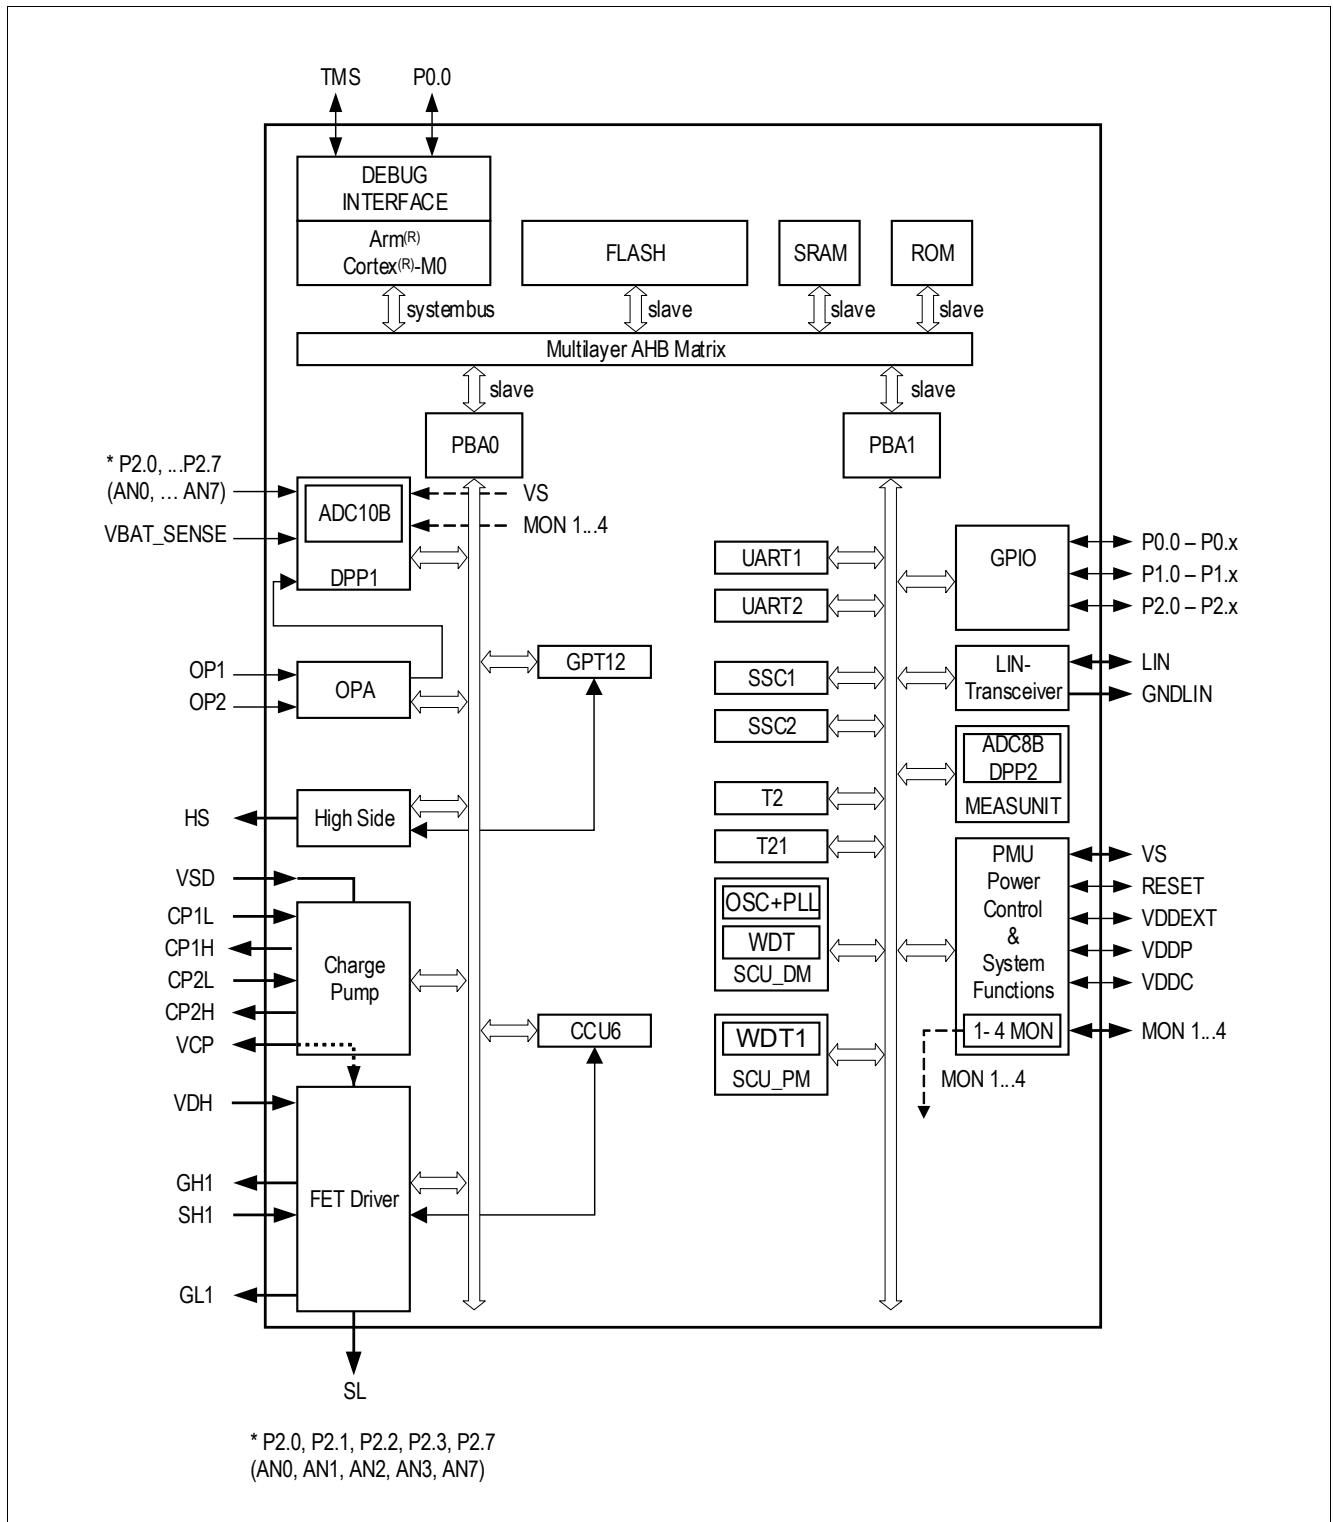 TMS
P0.0
DEBUG
INTERFACE
Arm(R)
Cortex(R)-M0
FLASH
SRAM
ROM
systembus
slave
slave
slave
Multilayer AHB Matrix
slave
slave
PBA0
PBA1
* P2.0, ...P2.7
(AN0, ... AN7)
VBAT_SENSE
ADC10B
DPP1
VS
MON 1...4
OP1
OP2
OPA
GPT12
HS
High Side
VSD
CP1L
CP1H
CP2L
CP2H
VCP
Charge
Pump
CCU6
VDH
GH1
SH1
GL1
FET Driver
SL
UART1
UART2
SSC1
SSC2
T2
T21
OSC+PLL
WDT
SCU_DM
WDT1
SCU_PM
GPIO
P0.0 – P0.x
P1.0 – P1.x
P2.0 – P2.x
LIN-
Transceiver
LIN
GNDLIN
ADC8B
DPP2
MEASUNIT
PMU
Power
Control
&
System
Functions
1- 4 MON
VS
RESET
VDDEXT
VDDP
VDDC
MON 1...4
MON 1...4
* P2.0, P2.1, P2.2, P2.3, P2.7
(AN0, AN1, AN2, AN3, AN7)